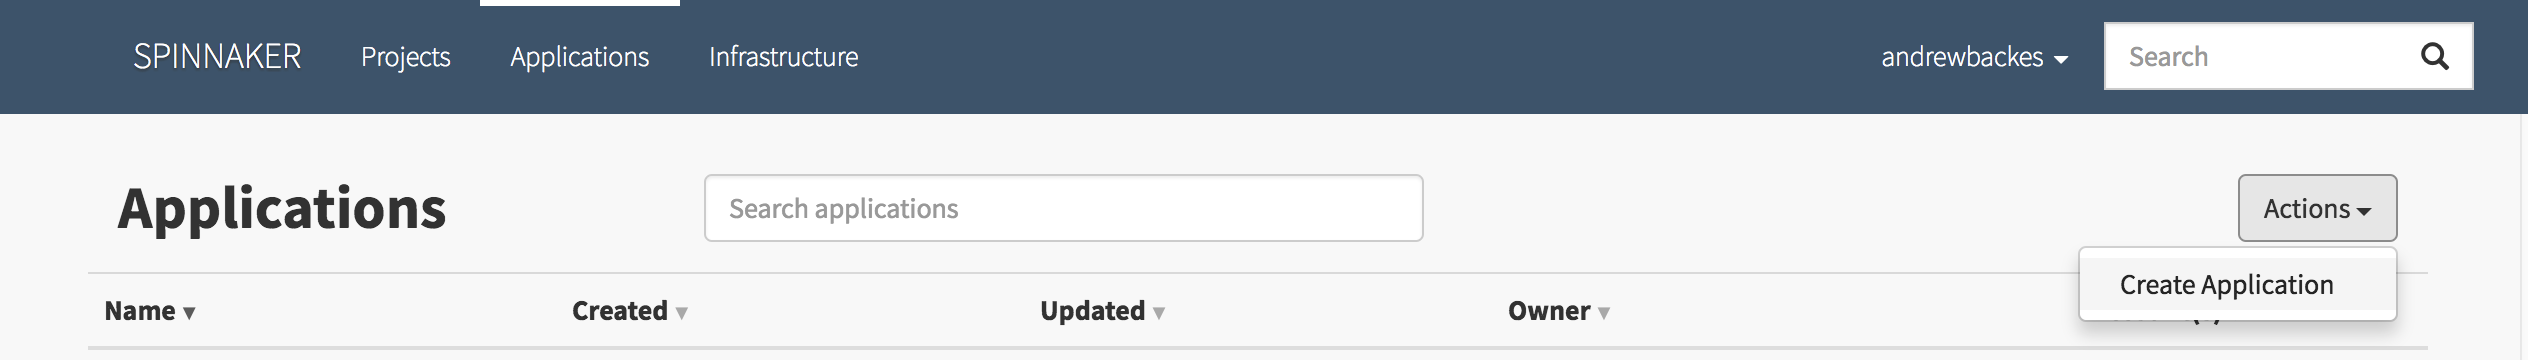 SPINNAKER Projects Applications Infrastructure andrewbackes Search
Applications Search applications Actions
Create Application
Name Created Updated Owner